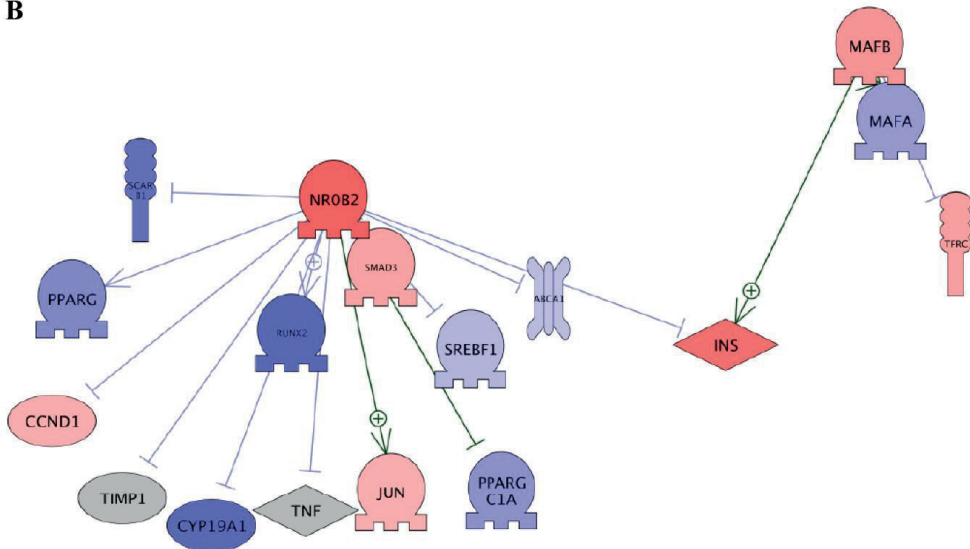 B
MAFB
MAFA
SCAR
B1
NR0B2
TFRC
SMAD3
PPARG
ABCA1
RUNX2
+
+
SREBF1
INS
CCND1
+
TIMP1
CYP19A1
TNF
JUN
PPARG
C1A